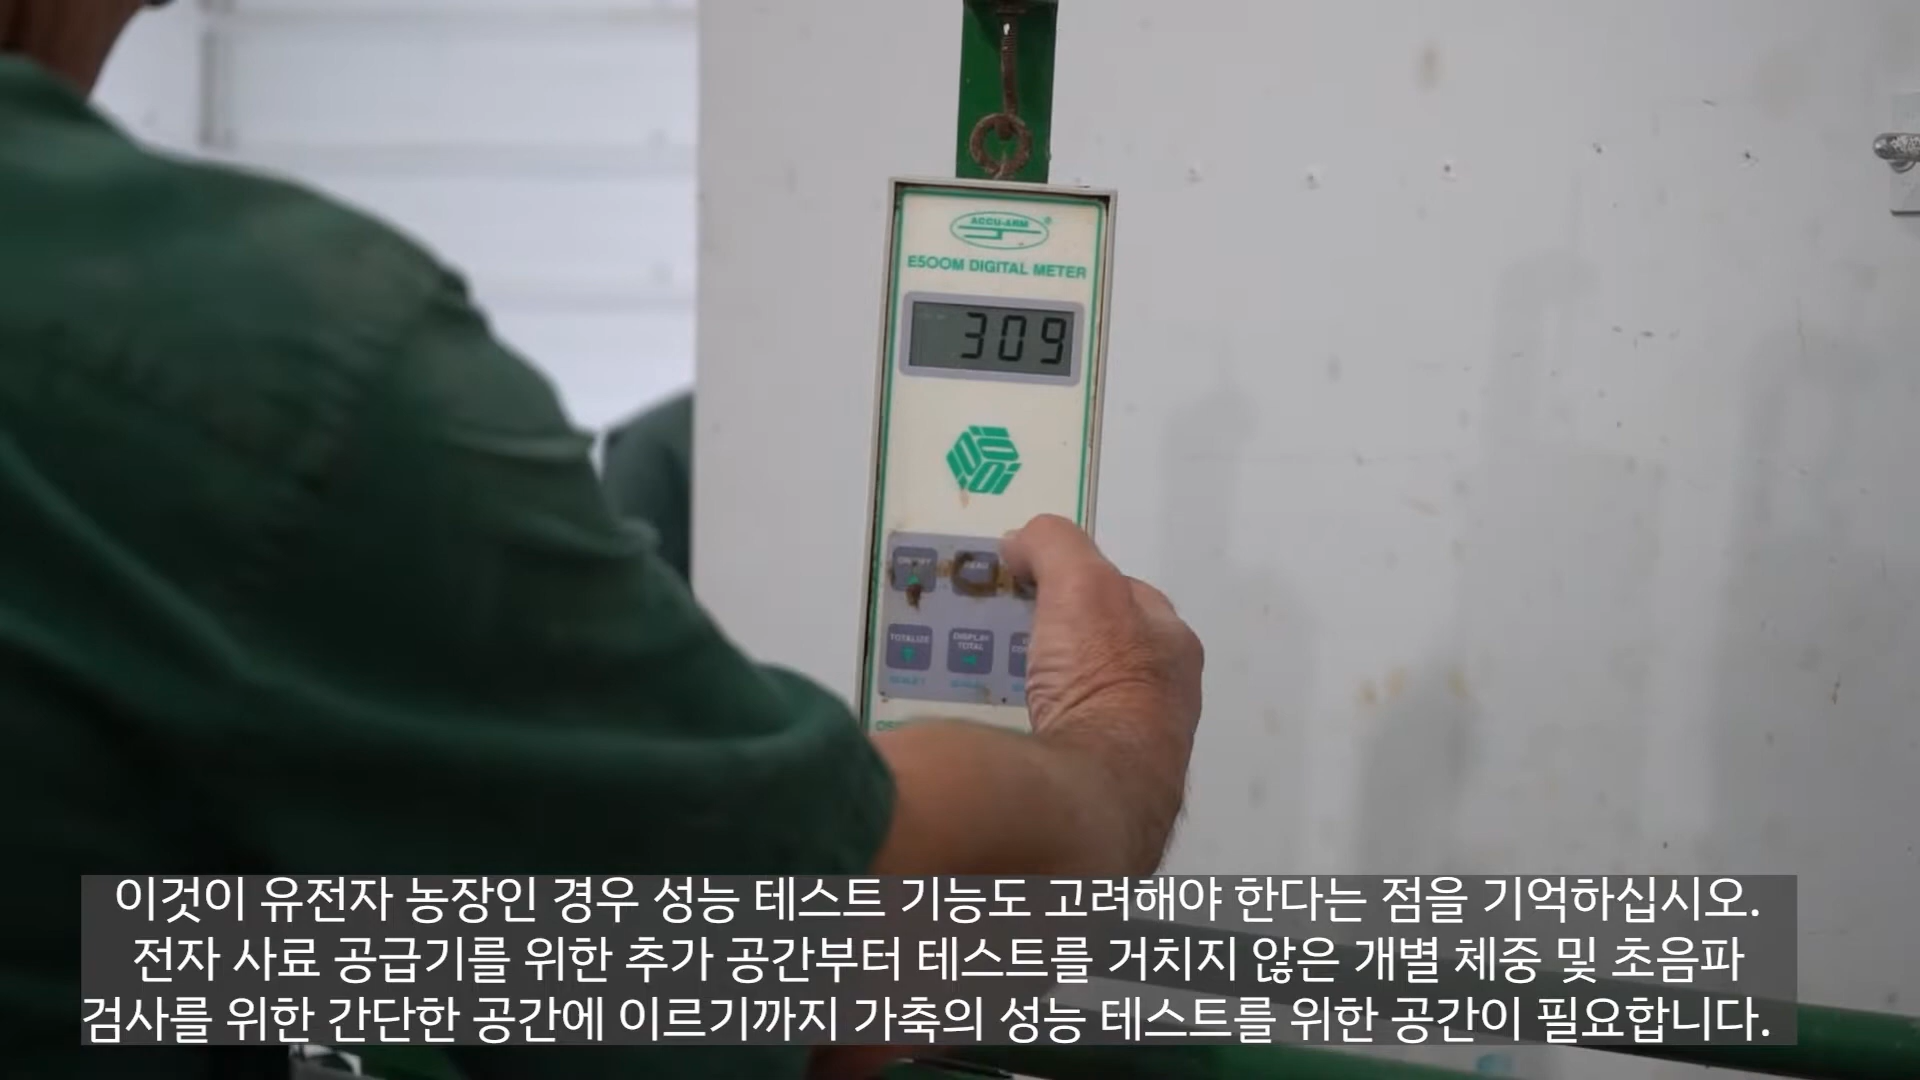 ACCU-ARM
E500M DIGITAL METER
309
TOTALIZE
DISPLAY TOTAL
이것이 유전자 농장인 경우 성능 테스트 기능도 고려해야 한다는 점을 기억하십시오.
전자 사료 공급기를 위한 추가 공간부터 테스트를 거치지 않은 개별 체중 및 초음파
검사를 위한 간단한 공간에 이르기까지 가축의 성능 테스트를 위한 공간이 필요합니다.